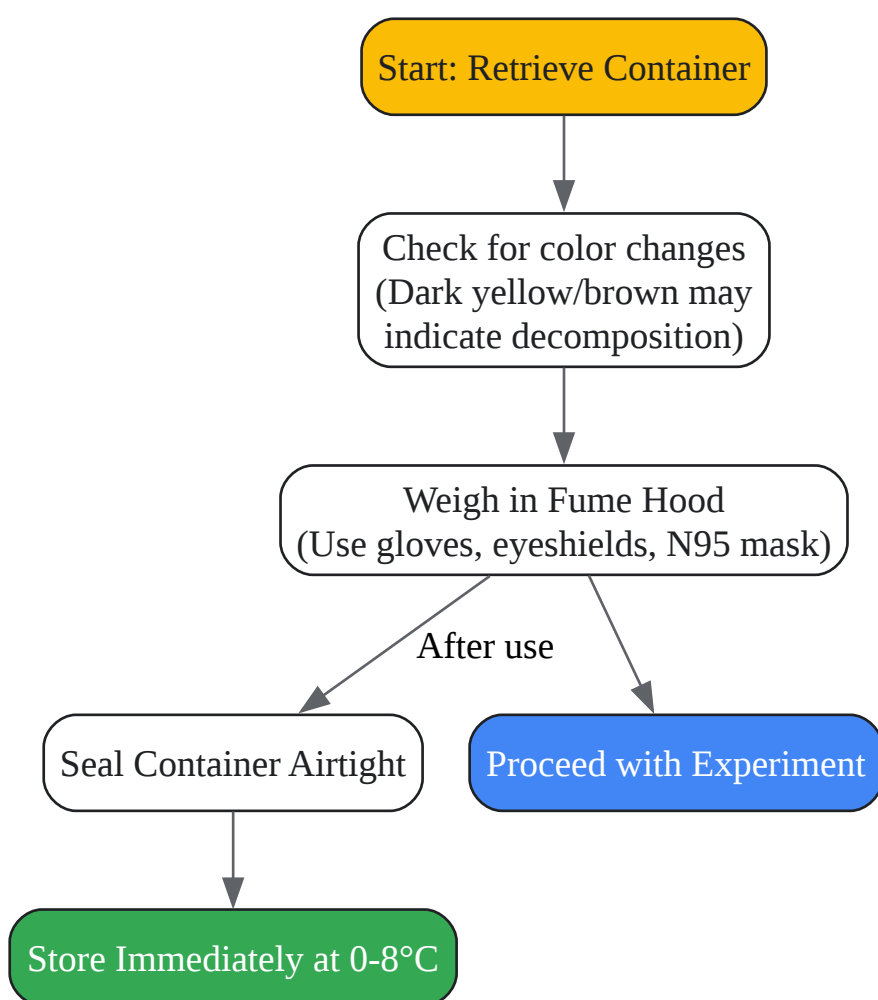 Start: Retrieve Container
Check for color changes
(Dark yellow/brown may
indicate decomposition)
Weigh in Fume Hood
(Use gloves, eyeshields, N95 mask)
After use
Seal Container Airtight
Proceed with Experiment
Store Immediately at 0-8°C